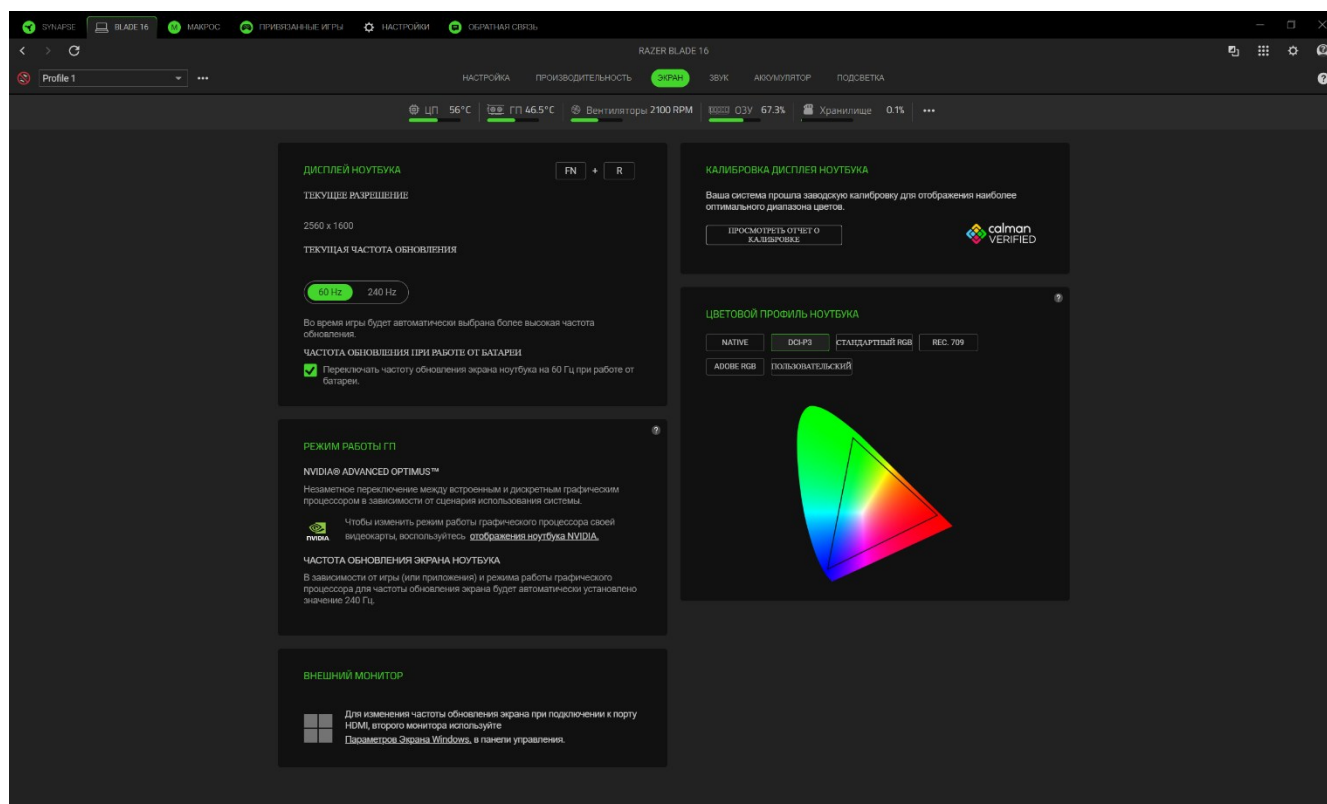 SYNAPSE BLADE 16 МАКРОС ПРИВЯЗАННЫЕ ИГРЫ НАСТРОЙКИ ОБРАТНАЯ СВЯЗЬ
RAZER BLADE 16
Profile 1
НАСТРОЙКА ПРОИЗВОДИТЕЛЬНОСТЬ ЭКРАН ЗВУК АККУМУЛЯТОР ПОДСВЕТКА
ЦП 56°C ГП 46.5°C Вентиляторы 2100 RPM ОЗУ 67.3% Хранилище 0.1%
ДИСПЛЕЙ НОУТБУКА
FN + R
ТЕКУЩЕЕ РАЗРЕШЕНИЕ
2560 x 1600
ТЕКУЩАЯ ЧАСТОТА ОБНОВЛЕНИЯ
60 Hz 240 Hz
Во время игры будет автоматически выбрана более высокая частота
обновления.
ЧАСТОТА ОБНОВЛЕНИЯ ПРИ РАБОТЕ ОТ БАТАРЕИ
Переключать частоту обновления экрана ноутбука на 60 Гц при работе от
батареи.
РЕЖИМ РАБОТЫ ГП
NVIDIA® ADVANCED OPTIMUS™
Незаметное переключение между встроенным и дискретным графическим
процессором в зависимости от сценария использования системы.
NVIDIA
Чтобы изменить режим работы графического процессора своей
видеокарты, воспользуйтесь отображения ноутбука NVIDIA.
ЧАСТОТА ОБНОВЛЕНИЯ ЭКРАНА НОУТБУКА
В зависимости от игры (или приложения) и режима работы графического
процессора для частоты обновления экрана будет автоматически установлено
значение 240 Гц.
ВНЕШНИЙ МОНИТОР
Для изменения частоты обновления экрана при подключении к порту
HDMI, второго монитора используйте
Параметров Экрана Windows. в панели управления.
КАЛИБРОВКА ДИСПЛЕЯ НОУТБУКА
Ваша система прошла заводскую калибровку для отображения наиболее
оптимального диапазона цветов.
ПРОСМОТРЕТЬ ОТЧЕТ О
КАЛИБРОВКЕ
calman
VERIFIED
ЦВЕТОВОЙ ПРОФИЛЬ НОУТБУКА
NATIVE DCI-P3 СТАНДАРТНЫЙ RGB REC. 709
ADOBE RGB ПОЛЬЗОВАТЕЛЬСКИЙ